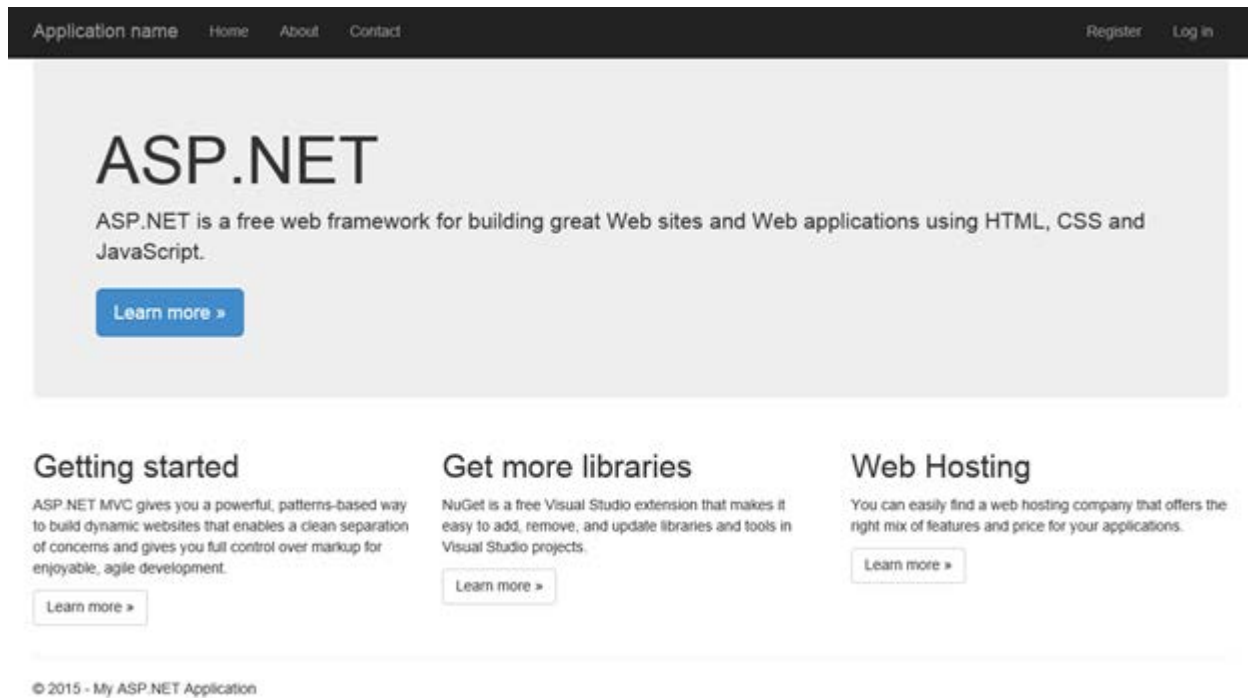 Application name Home About Contact Register Log in
ASP.NET
ASP.NET is a free web framework for building great Web sites and Web applications using HTML, CSS and
JavaScript.
Learn more »
Getting started
ASP.NET MVC gives you a powerful, patterns-based way
to build dynamic websites that enables a clean separation
of concerns and gives you full control over markup for
enjoyable, agile development.
Learn more »
Get more libraries
NuGet is a free Visual Studio extension that makes it
easy to add, remove, and update libraries and tools in
Visual Studio projects.
Learn more »
Web Hosting
You can easily find a web hosting company that offers the
right mix of features and price for your applications.
Learn more »
© 2015 - My ASP.NET Application